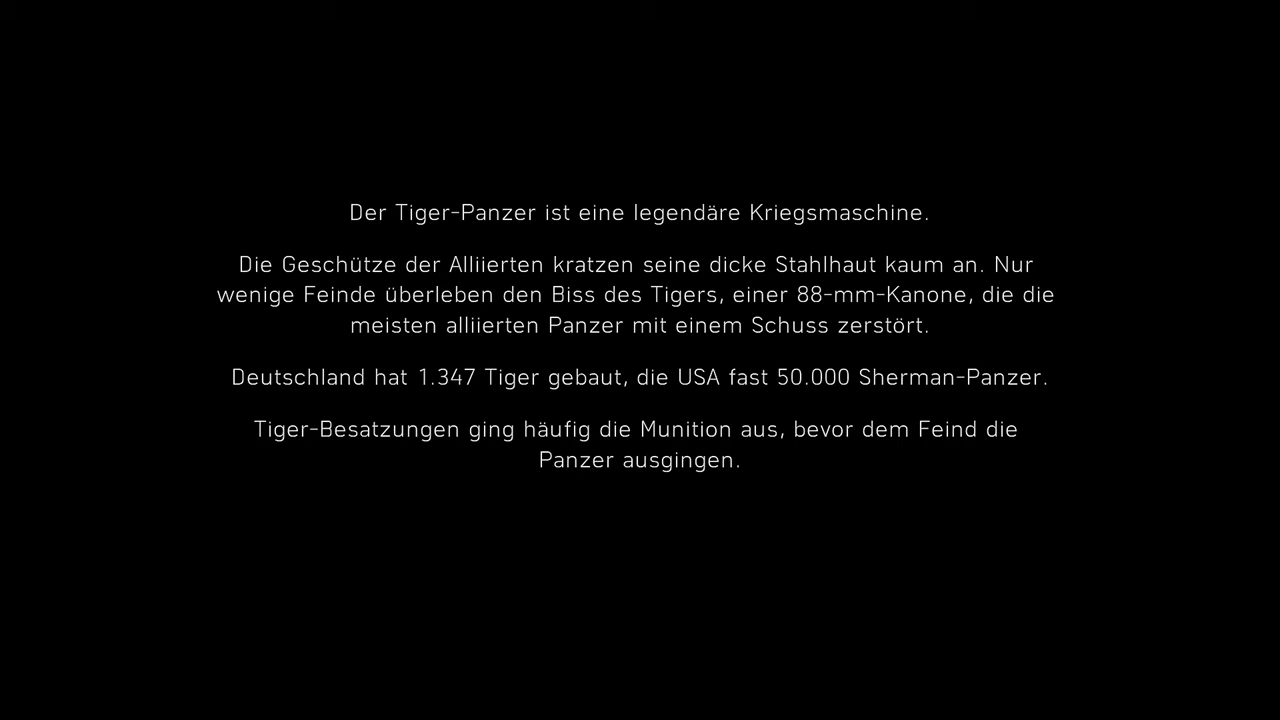 Der Tiger-Panzer ist eine legendäre Kriegsmaschine.
Die Geschütze der Alliierten kratzen seine dicke Stahlhaut kaum an. Nur
wenige Feinde überleben den Biss des Tigers, einer 88-mm-Kanone, die die
meisten alliierten Panzer mit einem Schuss zerstört.
Deutschland hat 1.347 Tiger gebaut, die USA fast 50.000 Sherman-Panzer.
Tiger-Besatzungen ging häufig die Munition aus, bevor dem Feind die
Panzer ausgingen.